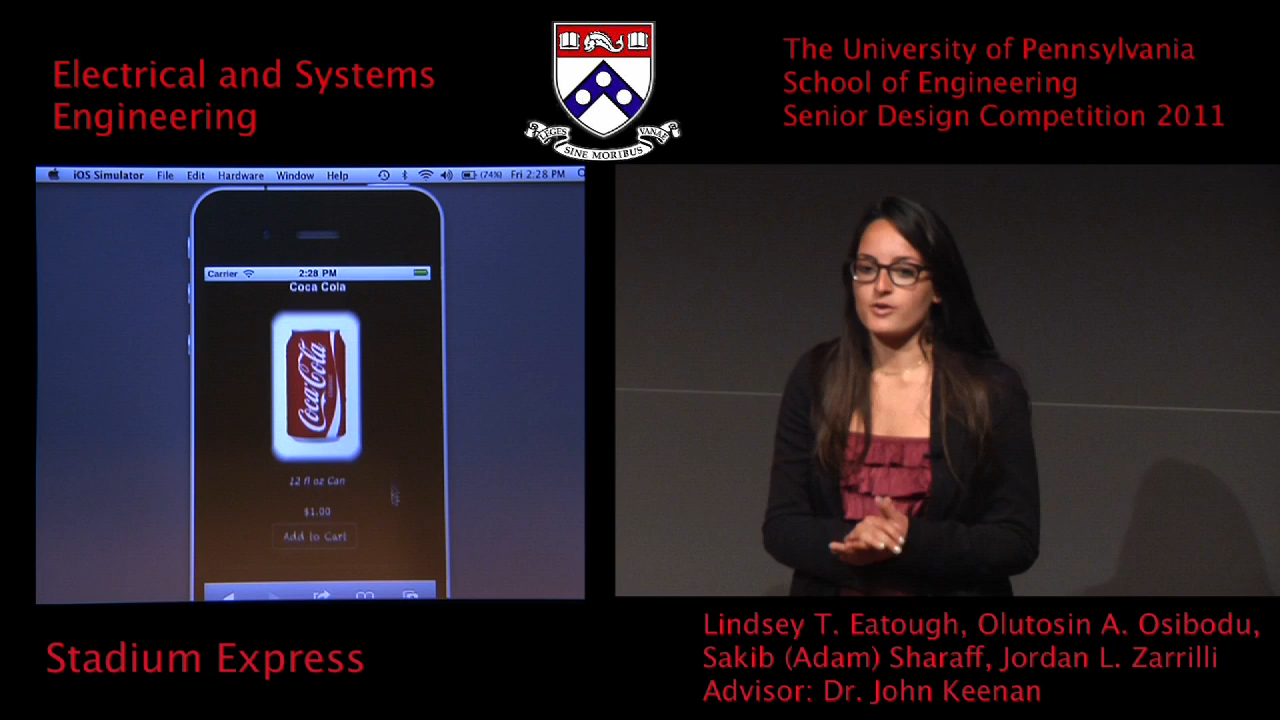 Electrical and Systems
Engineering
LEGES
SINE MORIBUS
VANAE
The University of Pennsylvania
School of Engineering
Senior Design Competition 2011
iOS Simulator File Edit Hardware Window Help (74%) Fri 2:28 PM
Carrier 2:28 PM
Coca Cola
Coca-Cola
12 fl oz Can
$1.00
Add to Cart
Stadium Express
Lindsey T. Eatough, Olutosin A. Osibodu,
Sakib (Adam) Sharaff, Jordan L. Zarrilli
Advisor: Dr. John Keenan